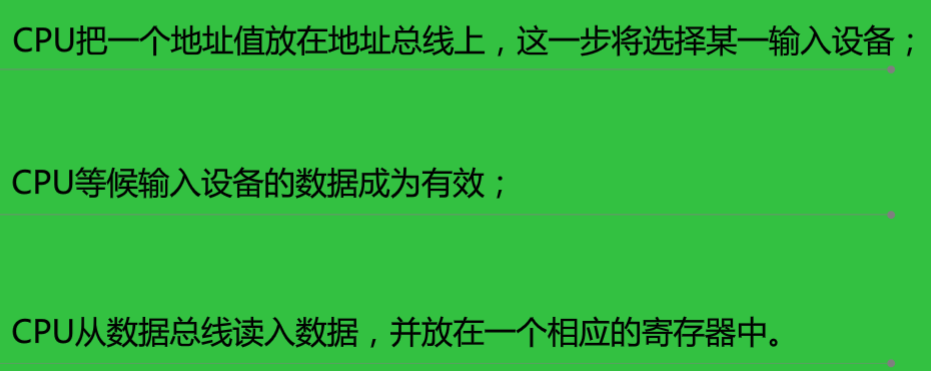 CPU把一个地址值放在地址总线上，这一步将选择某一输入设备；
CPU等候输入设备的数据成为有效；
CPU从数据总线读入数据，并放在一个相应的寄存器中。